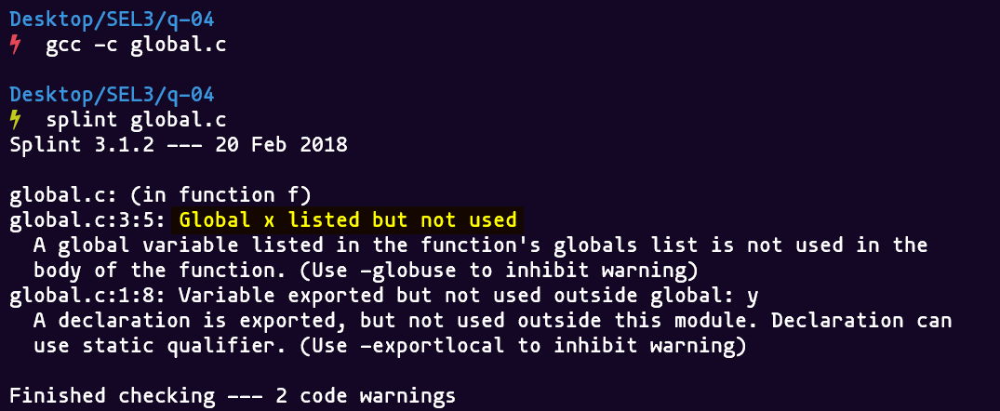 Desktop/SEL3/q-04
gcc -c global.c
Desktop/SEL3/q-04
splint global.c
Splint 3.1.2 --- 20 Feb 2018
global.c: (in function f)
global.c:3:5: Global x listed but not used
A global variable listed in the function's globals list is not used in the
body of the function. (Use -globuse to inhibit warning)
global.c:1:8: Variable exported but not used outside global: y
A declaration is exported, but not used outside this module. Declaration can
use static qualifier. (Use -exportlocal to inhibit warning)
Finished checking --- 2 code warnings